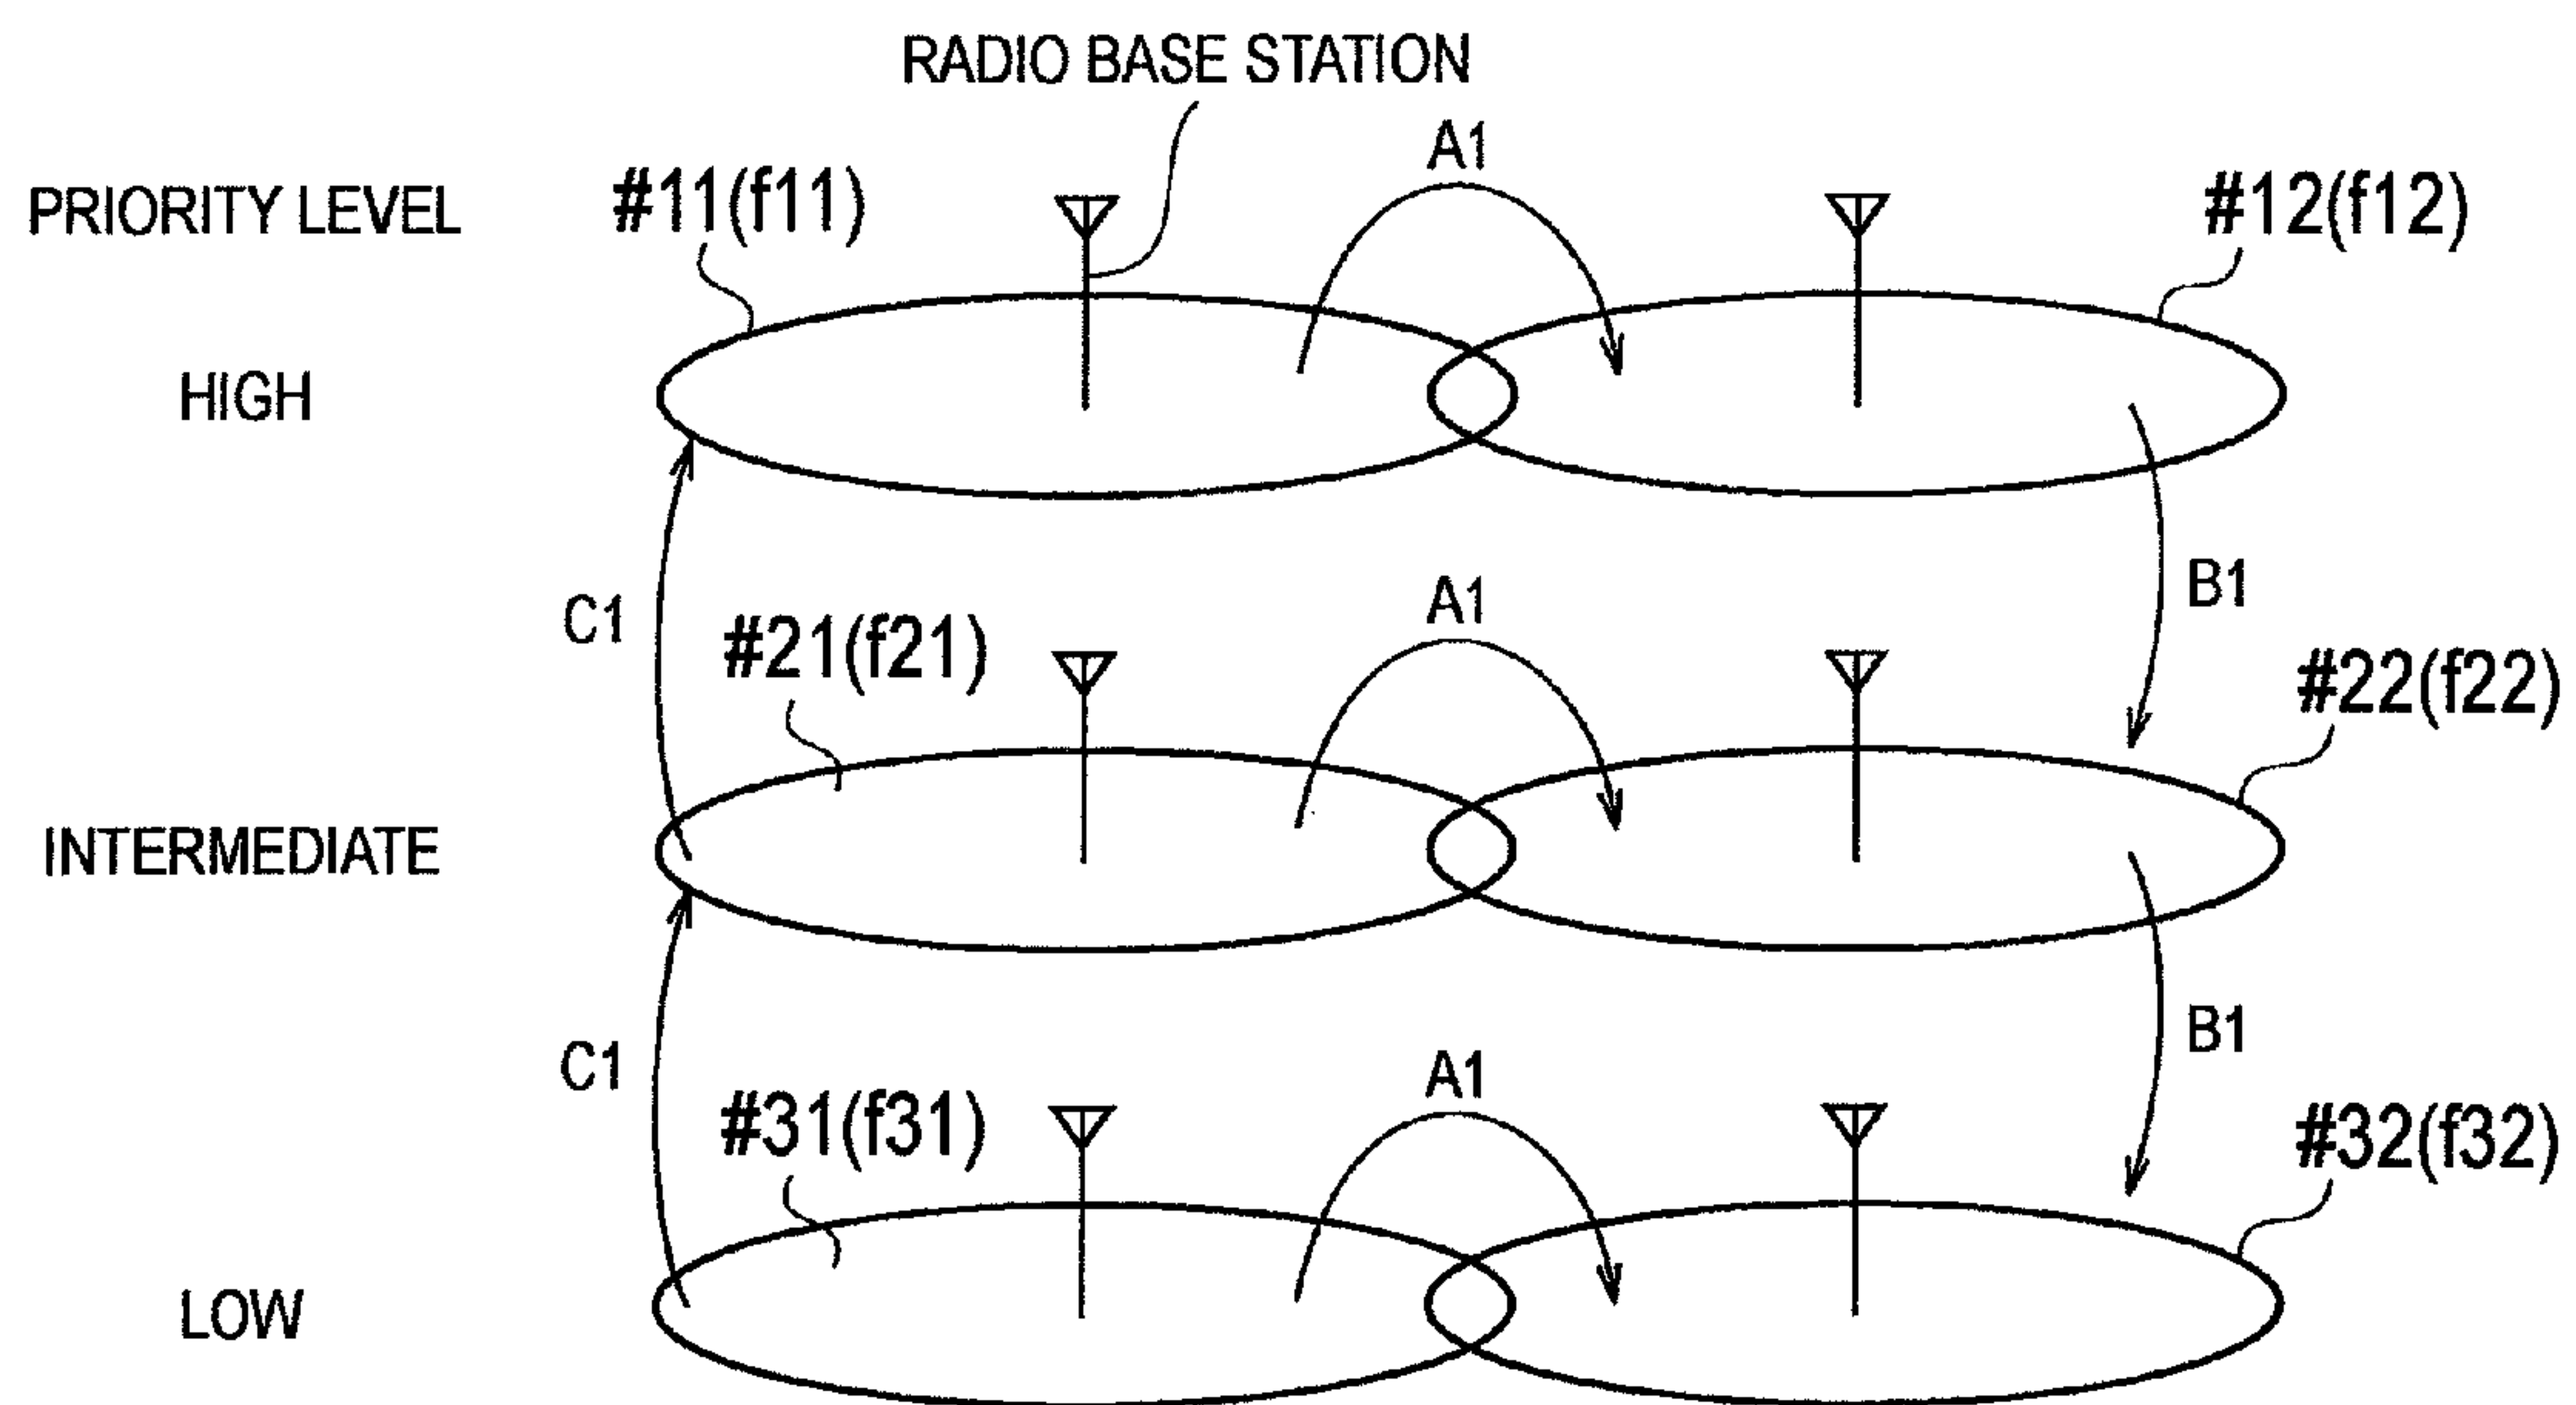 RADIO BASE STATION
A1
PRIORITY LEVEL
#11(f11)
#12(f12)
HIGH
C1
#21(f21)
A1
B1
#22(f22)
INTERMEDIATE
C1
#31(f31)
A1
B1
#32(f32)
LOW